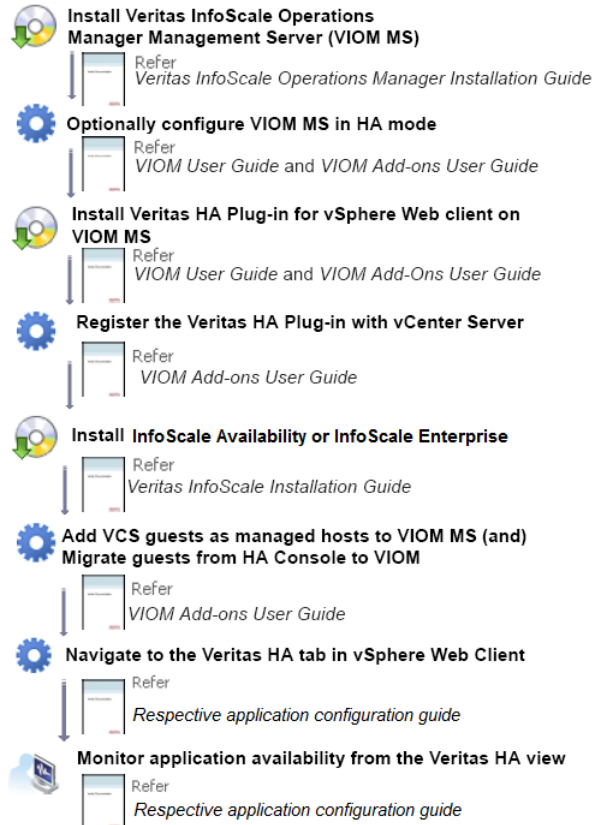 Install Veritas InfoScale Operations
Manager Management Server (VIOM MS)
Refer
Veritas InfoScale Operations Manager Installation Guide
Optionally configure VIOM MS in HA mode
Refer
VIOM User Guide and VIOM Add-ons User Guide
Install Veritas HA Plug-in for vSphere Web client on
VIOM MS
Refer
VIOM User Guide and VIOM Add-Ons User Guide
Register the Veritas HA Plug-in with vCenter Server
Refer
VIOM Add-ons User Guide
Install InfoScale Availability or InfoScale Enterprise
Refer
Veritas InfoScale Installation Guide
Add VCS guests as managed hosts to VIOM MS (and)
Migrate guests from HA Console to VIOM
Refer
VIOM Add-ons User Guide
Navigate to the Veritas HA tab in vSphere Web Client
Refer
Respective application configuration guide
Monitor application availability from the Veritas HA view
Refer
Respective application configuration guide